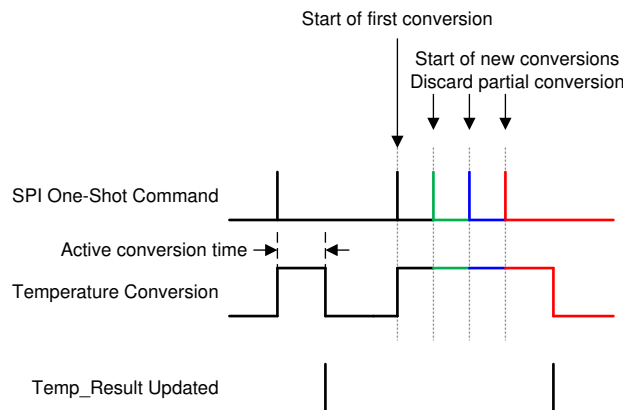 Start of first conversion
Start of new conversions
Discard partial conversion
SPI One-Shot Command
Active conversion time
Temperature Conversion
Temp_Result Updated